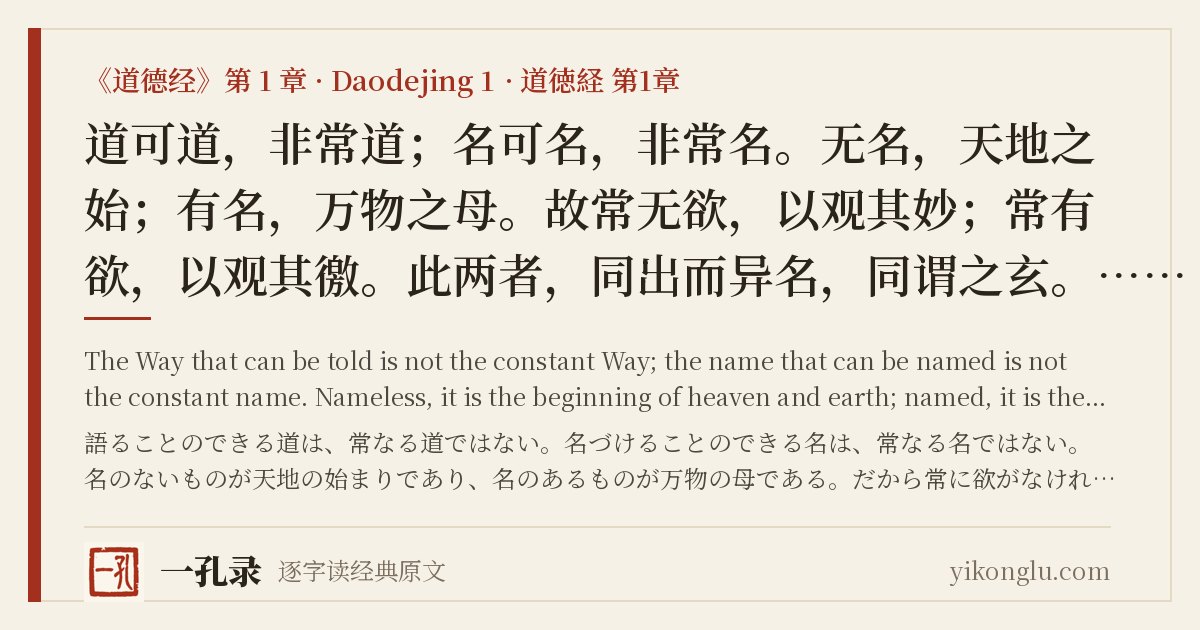 《道德经》第 1 章 · Daodejing 1 · 道徳経 第1章
道可道，非常道；名可名，非常名。无名，天地之
始；有名，万物之母。故常无欲，以观其妙；常有
欲，以观其徼。此两者，同出而异名，同谓之玄。……
The Way that can be told is not the constant Way; the name that can be named is not
the constant name. Nameless, it is the beginning of heaven and earth; named, it is the…
語ることのできる道は、常なる道ではない。名づけることのできる名は、常なる名ではない。
名のないものが天地の始まりであり、名のあるものが万物の母である。だから常に欲がなけれ…
一孔
一孔录 逐字读经典原文 yikonglu.com